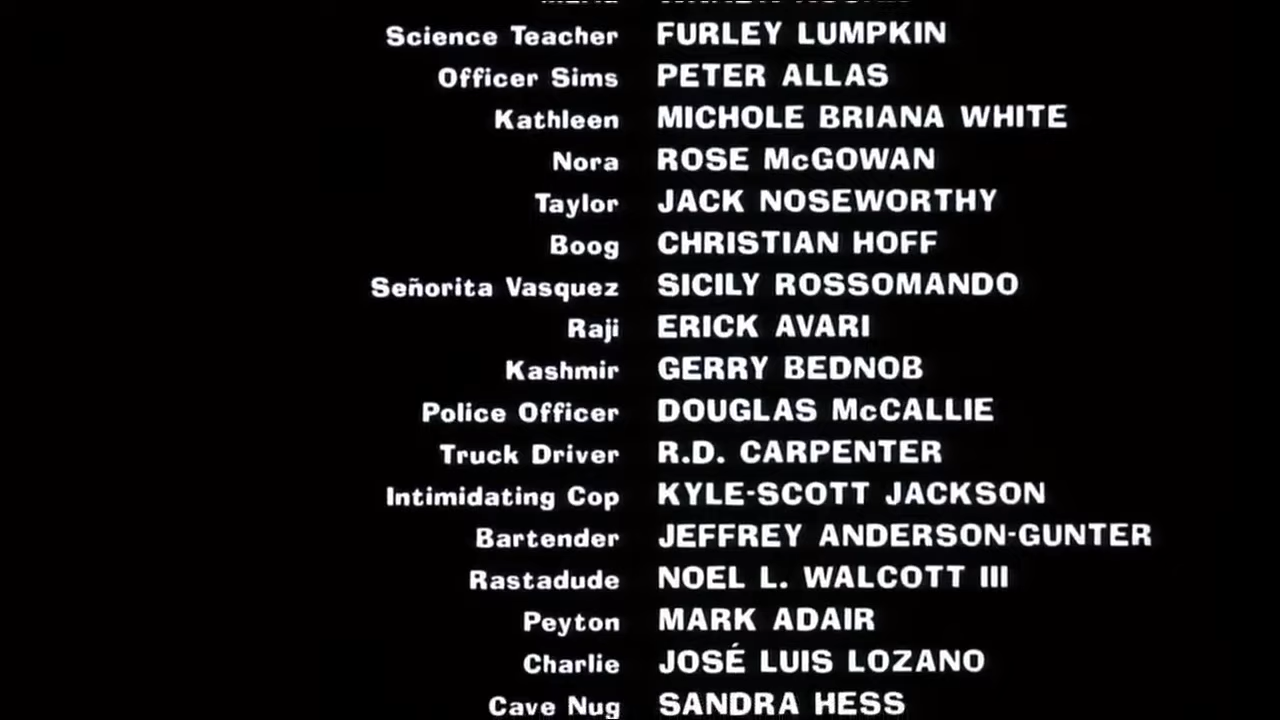 Science Teacher FURLEY LUMPKIN
Officer Sims PETER ALLAS
Kathleen MICHOLE BRIANA WHITE
Nora ROSE McGOWAN
Taylor JACK NOSEWORTHY
Boog CHRISTIAN HOFF
Señorita Vasquez SICILY ROSSOMANDO
Raji ERICK AVARI
Kashmir GERRY BEDNOB
Police Officer DOUGLAS McCALLIE
Truck Driver R.D. CARPENTER
Intimidating Cop KYLE-SCOTT JACKSON
Bartender JEFFREY ANDERSON-GUNTER
Rastadude NOEL L. WALCOTT III
Peyton MARK ADAIR
Charlie JOSÉ LUIS LOZANO
Cave Nug SANDRA HESS